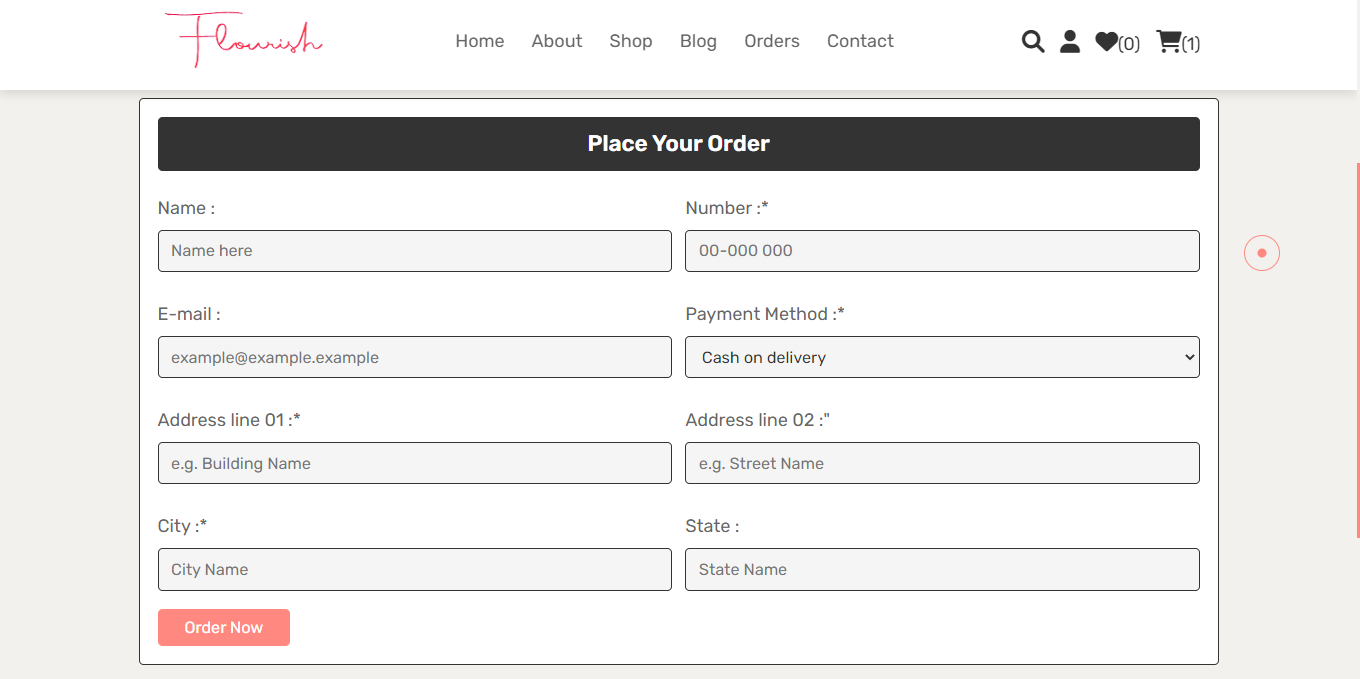 Flourish
Home About Shop Blog Orders Contact (0) (1)
Place Your Order
Name : Number :*
Name here 00-000 000
E-mail : Payment Method :*
example@example.example Cash on delivery
Address line 01 :* Address line 02 :"
e.g. Building Name e.g. Street Name
City :* State :
City Name State Name
Order Now